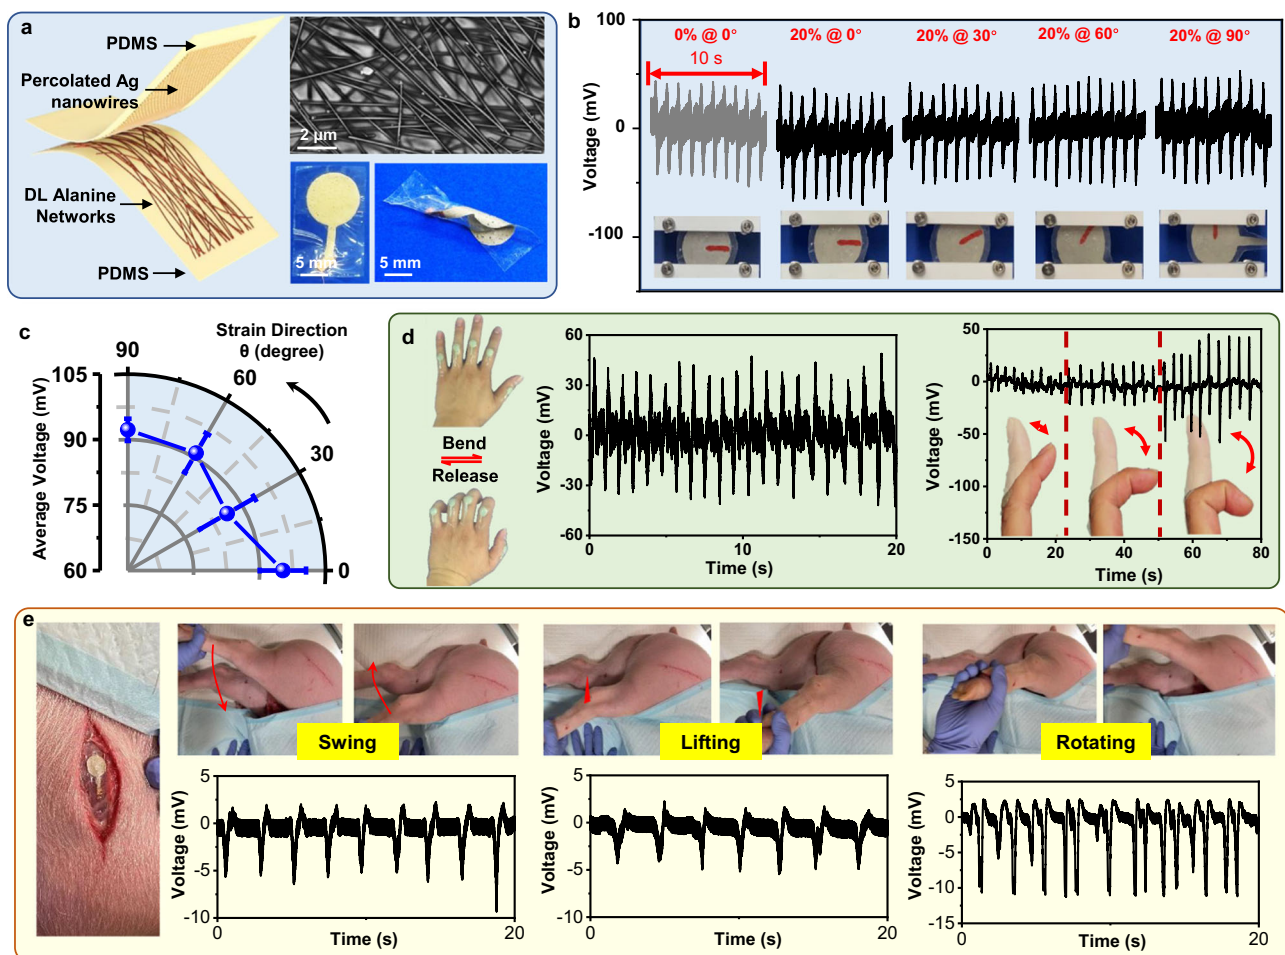 a
PDMS
Percolated Ag
nanowires
DL Alanine
Networks
PDMS
2 μm
5 mm
5 mm
b
Voltage (mV)
100
0
-100
0% @ 0°
20% @ 0°
20% @ 30°
20% @ 60°
20% @ 90°
10 s
c
Strain Direction
θ (degree)
90
60
30
0
Average Voltage (mV)
105
90
75
60
d
Bend
Release
Voltage (mV)
60
30
0
-30
-60
0
10
20
Time (s)
Voltage (mV)
50
0
-50
-100
-150
0
20
40
60
80
Time (s)
e
Swing
Lifting
Rotating
Voltage (mV)
5
0
-5
-10
0
20
Time (s)
Voltage (mV)
5
0
-5
-10
0
20
Time (s)
Voltage (mV)
5
0
-5
-10
-15
0
20
Time (s)